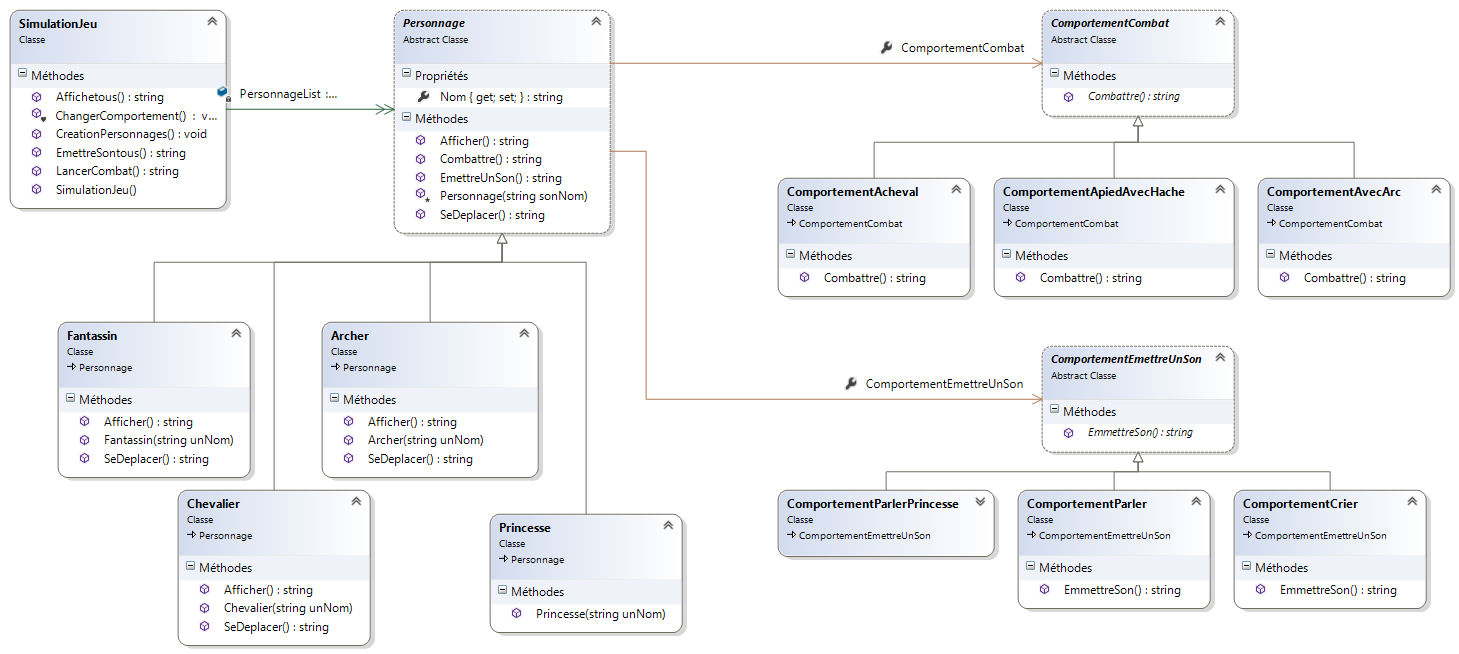 SimulationJeu
Classe
Méthodes
Affichetous() : string
ChangerComportement() : v...
CreationPersonnages() : void
EmettreSontous() : string
LancerCombat() : string
SimulationJeu()
PersonnageList :...
Personnage
Abstract Classe
Propriétés
Nom { get; set; } : string
Méthodes
Afficher() : string
Combattre() : string
EmettreUnSon() : string
Personnage(string sonNom)
SeDeplacer() : string
ComportementCombat
ComportementCombat
Abstract Classe
Méthodes
Combattre() : string
ComportementAcheval
Classe
ComportementCombat
Méthodes
Combattre() : string
ComportementApiedAvecHache
Classe
ComportementCombat
Méthodes
Combattre() : string
ComportementAvecArc
Classe
ComportementCombat
Méthodes
Combattre() : string
Fantassin
Classe
Personnage
Méthodes
Afficher() : string
Fantassin(string unNom)
SeDeplacer() : string
Archer
Classe
Personnage
Méthodes
Afficher() : string
Archer(string unNom)
SeDeplacer() : string
ComportementEmettreUnSon
ComportementEmettreUnSon
Abstract Classe
Méthodes
EmmettreSon() : string
Chevalier
Classe
Personnage
Méthodes
Afficher() : string
Chevalier(string unNom)
SeDeplacer() : string
Princesse
Classe
Personnage
Méthodes
Princesse(string unNom)
ComportementParlerPrincesse
Classe
ComportementEmettreUnSon
ComportementParler
Classe
ComportementEmettreUnSon
Méthodes
EmmettreSon() : string
ComportementCrier
Classe
ComportementEmettreUnSon
Méthodes
EmmettreSon() : string